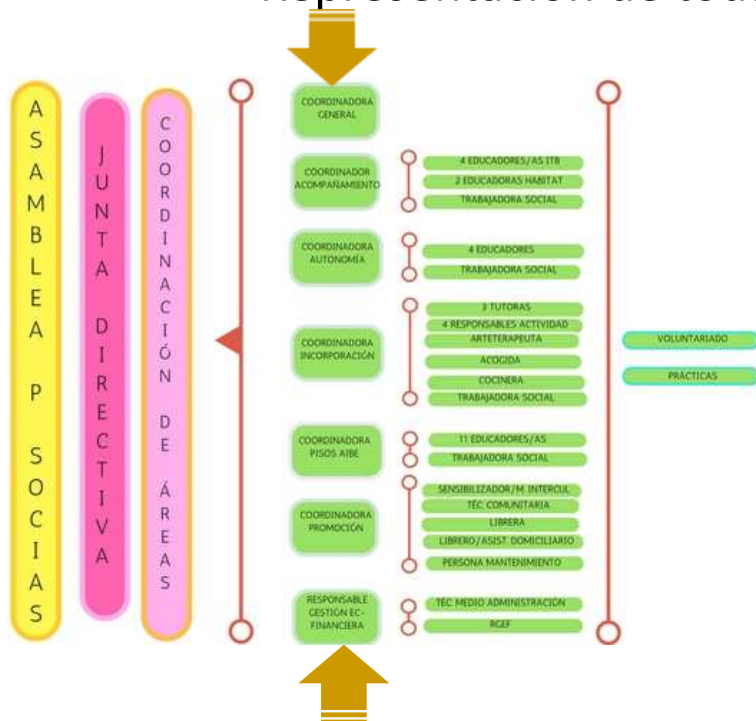 ASAMBLEA P SOCIAS
JUNTA DIRECTIVA
COORDINACIÓN DE ÁREAS
COORDINADORA
GENERAL
COORDINADOR
ACOMPAÑAMIENTO
4 EDUCADORES/AS ITB
2 EDUCADORAS HABITAT
TRABAJADORA SOCIAL
COORDINADORA
AUTONOMÍA
4 EDUCADORES
TRABAJADORA SOCIAL
COORDINADORA
INCORPORACIÓN
3 TUTORAS
4 RESPONSABLES ACTIVIDAD
ARTETERAPEUTA
ACOGIDA
COCINERA
TRABAJADORA SOCIAL
COORDINADORA
PISOS AIBE
11 EDUCADORES/AS
TRABAJADORA SOCIAL
COORDINADORA
PROMOCIÓN
SENSIBILIZADOR/M INTERCUL
TÉC COMUNITARIA
LIBRERA
LIBRERO/ASIST DOMICILIARIO
PERSONA MANTENIMIENTO
RESPONSABLE
GESTIÓN EC-
FINANCIERA
TÉC MEDIO ADMINISTRACIÓN
RGEF
VOLUNTARIADO
PRÁCTICAS